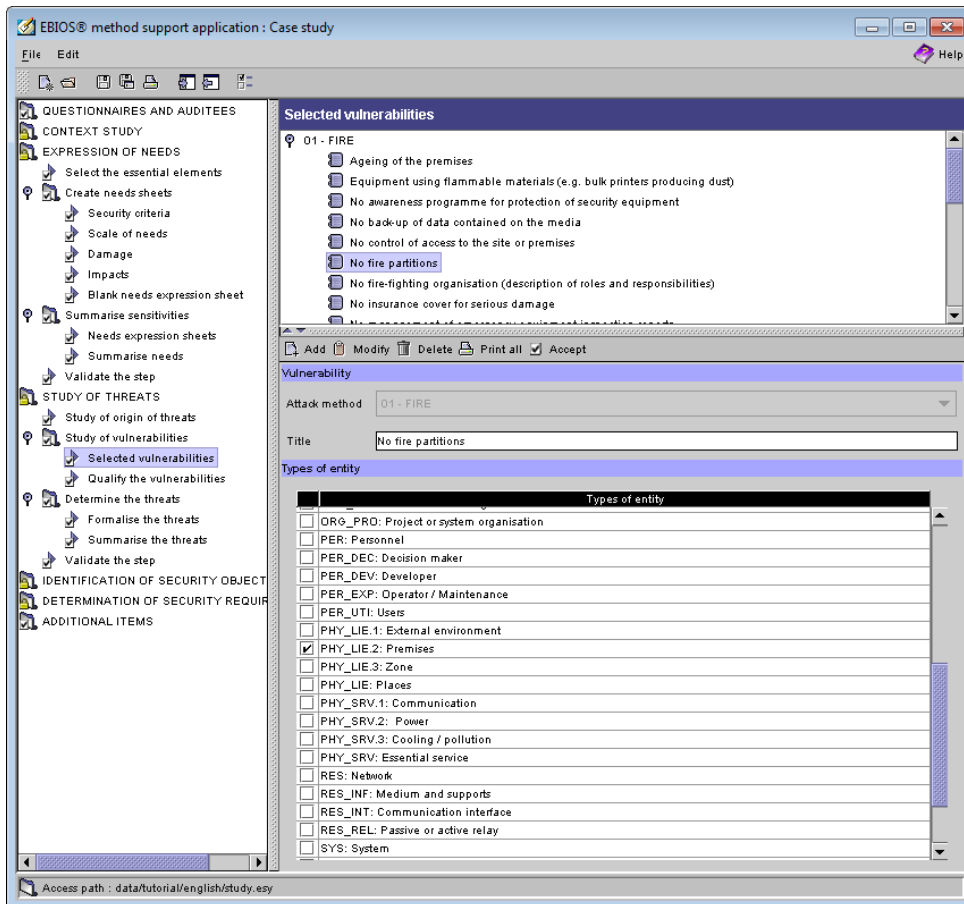 EBIOS® method support application : Case study
File Edit
Help
QUESTIONNAIRES AND AUDITEES
CONTEXT STUDY
EXPRESSION OF NEEDS
Select the essential elements
Create needs sheets
Security criteria
Scale of needs
Damage
Impacts
Blank needs expression sheet
Summarise sensitivities
Needs expression sheets
Summarise needs
Validate the step
STUDY OF THREATS
Study of origin of threats
Study of vulnerabilities
Selected vulnerabilities
Qualify the vulnerabilities
Determine the threats
Formalise the threats
Summarise the threats
Validate the step
IDENTIFICATION OF SECURITY OBJECT
DETERMINATION OF SECURITY REQUIR
ADDITIONAL ITEMS
Selected vulnerabilities
01 - FIRE
Ageing of the premises
Equipment using flammable materials (e.g. bulk printers producing dust)
No awareness programme for protection of security equipment
No back-up of data contained on the media
No control of access to the site or premises
No fire partitions
No fire-fighting organisation (description of roles and responsibilities)
No insurance cover for serious damage
No management of emergency equipment inspection reports
Add Modify Delete Print all Accept
Vulnerability
Attack method 01 - FIRE
Title No fire partitions
Types of entity
Types of entity
ORG_PRO: Project or system organisation
PER: Personnel
PER_DEC: Decision maker
PER_DEV: Developer
PER_EXP: Operator / Maintenance
PER_UTI: Users
PHY_LIE.1: External environment
PHY_LIE.2: Premises
PHY_LIE.3: Zone
PHY_LIE: Places
PHY_SRV.1: Communication
PHY_SRV.2: Power
PHY_SRV.3: Cooling / pollution
PHY_SRV: Essential service
RES: Network
RES_INF: Medium and supports
RES_INT: Communication interface
RES_REL: Passive or active relay
SYS: System
Access path : data/tutorial/english/study.esy